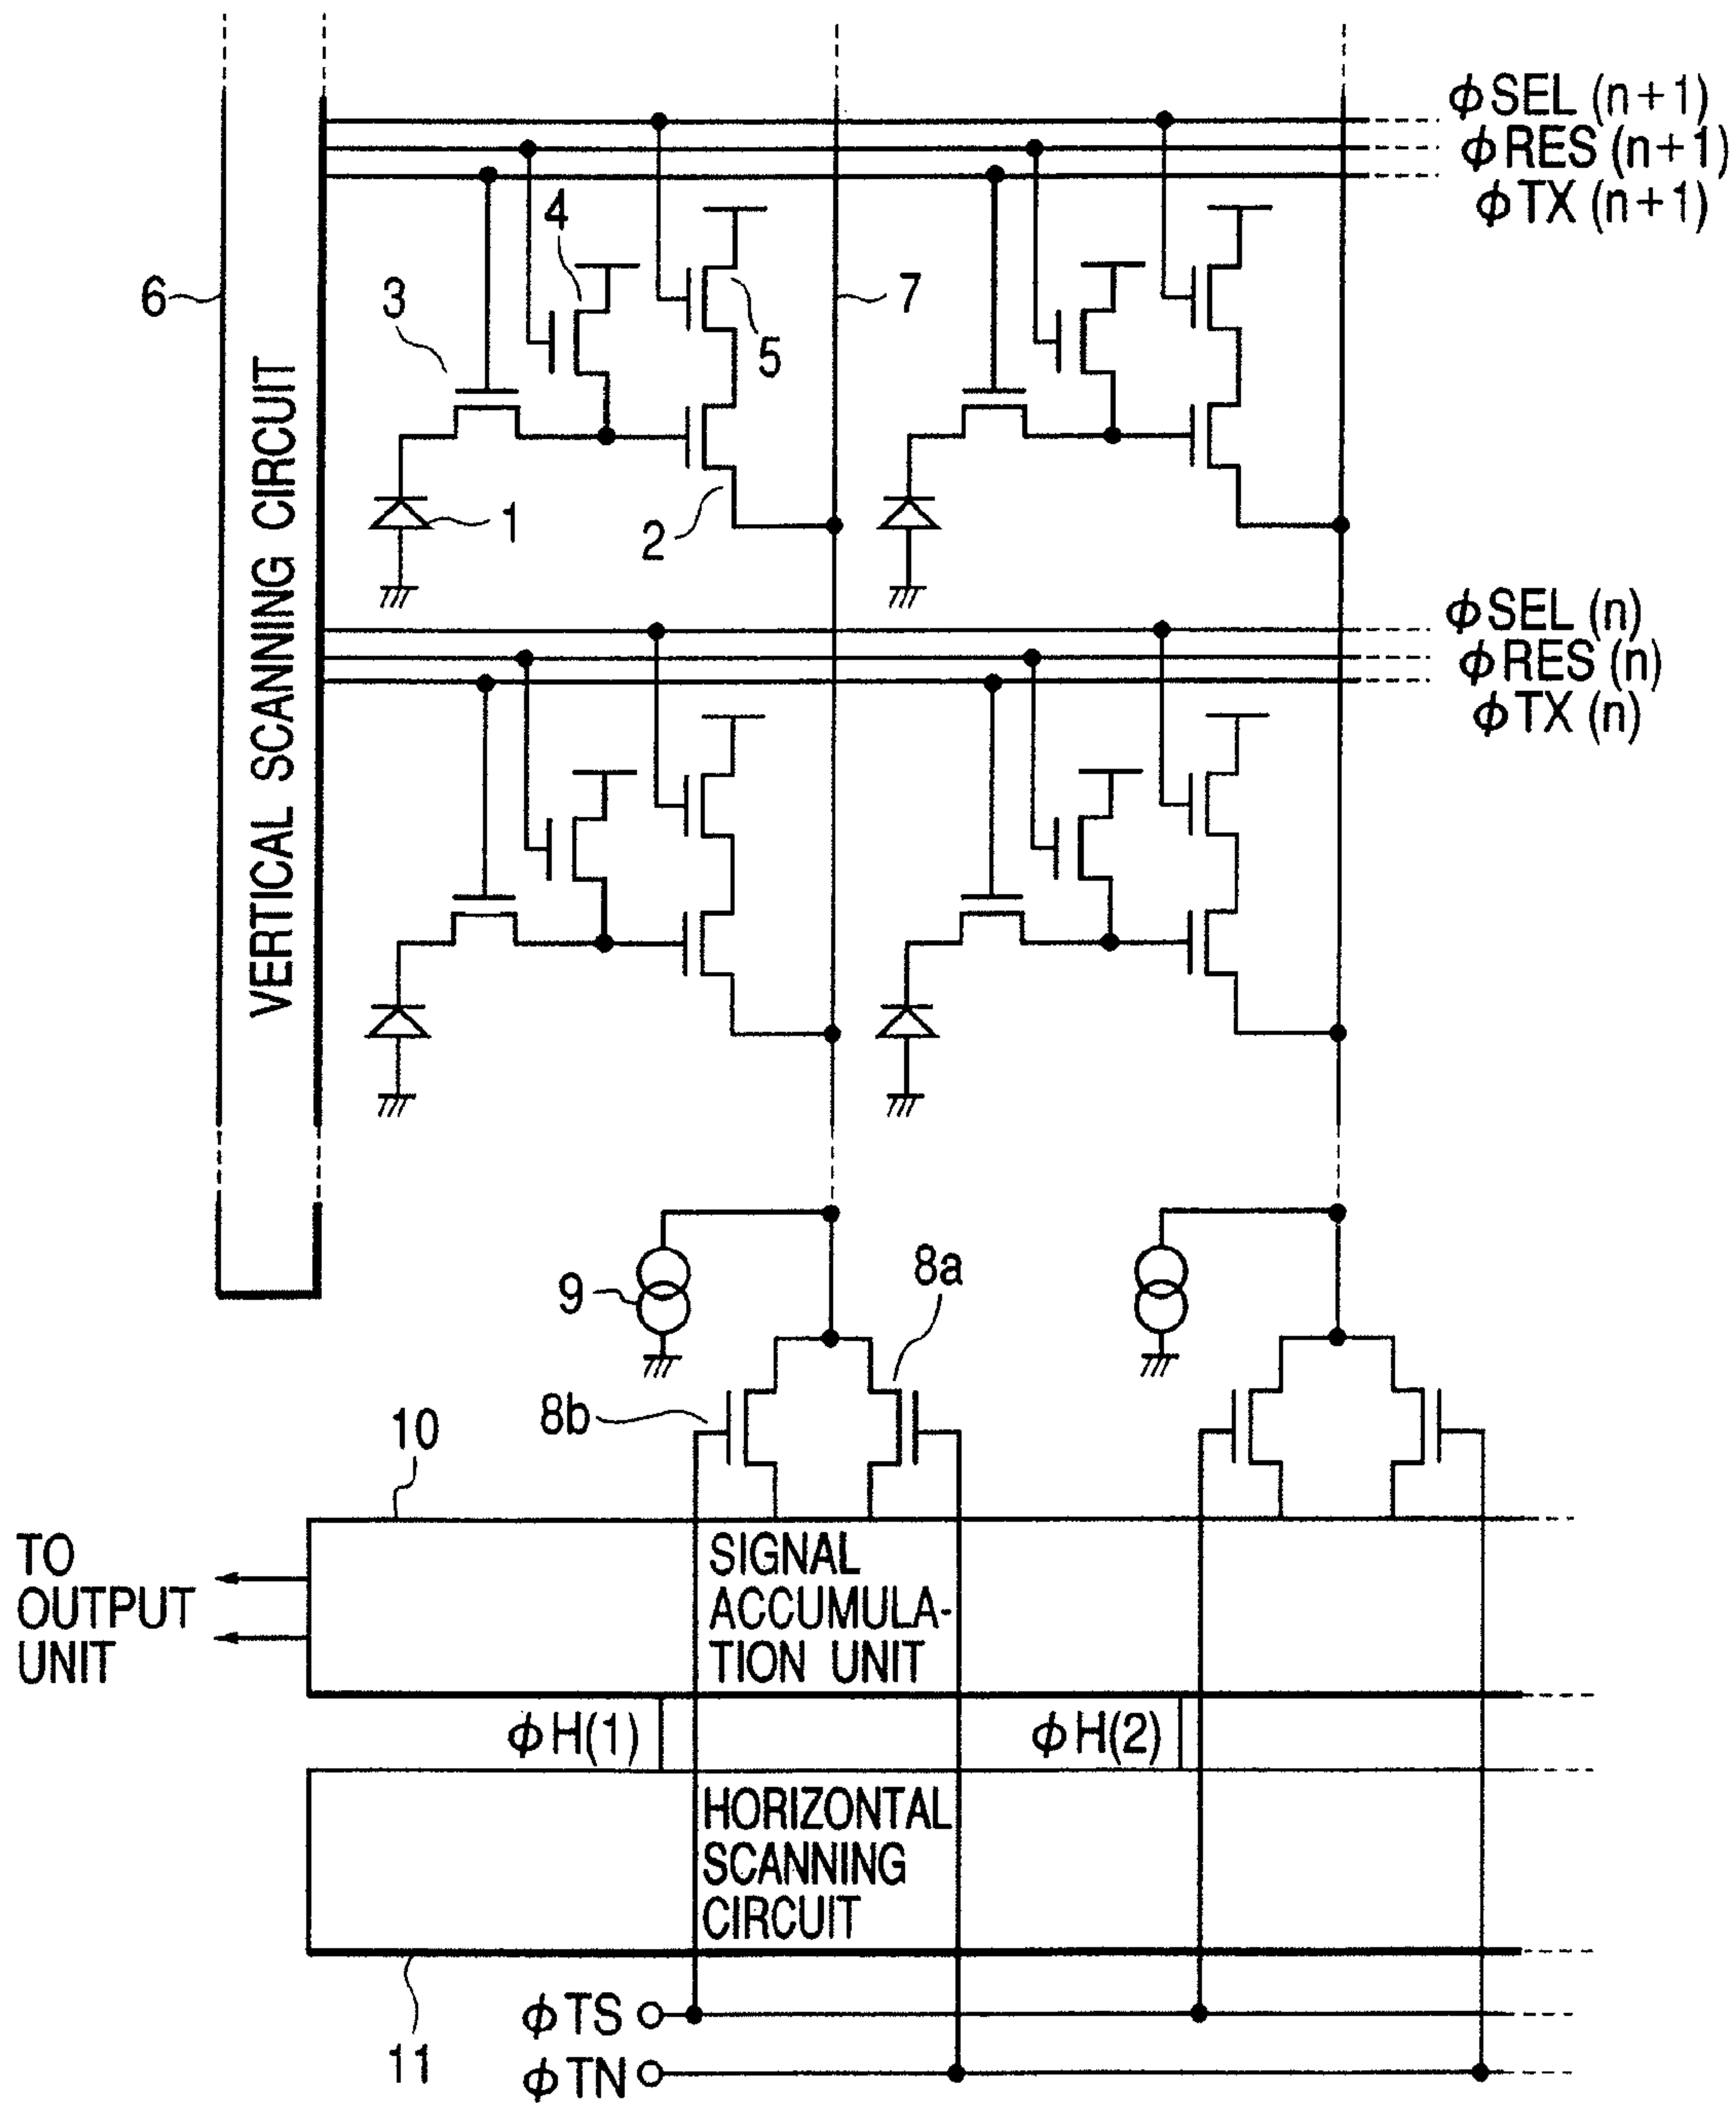 φSEL (n+1)
φRES (n+1)
φTX (n+1)
4
6
3
7
5
VERTICAL SCANNING CIRCUIT
1
2
φSEL (n)
φRES (n)
φTX (n)
8a
9
8b
10
TO
OUTPUT
UNIT
SIGNAL
ACCUMULA-
TION UNIT
φH(1)
φH(2)
HORIZONTAL
SCANNING
CIRCUIT
φTS
11
φTN